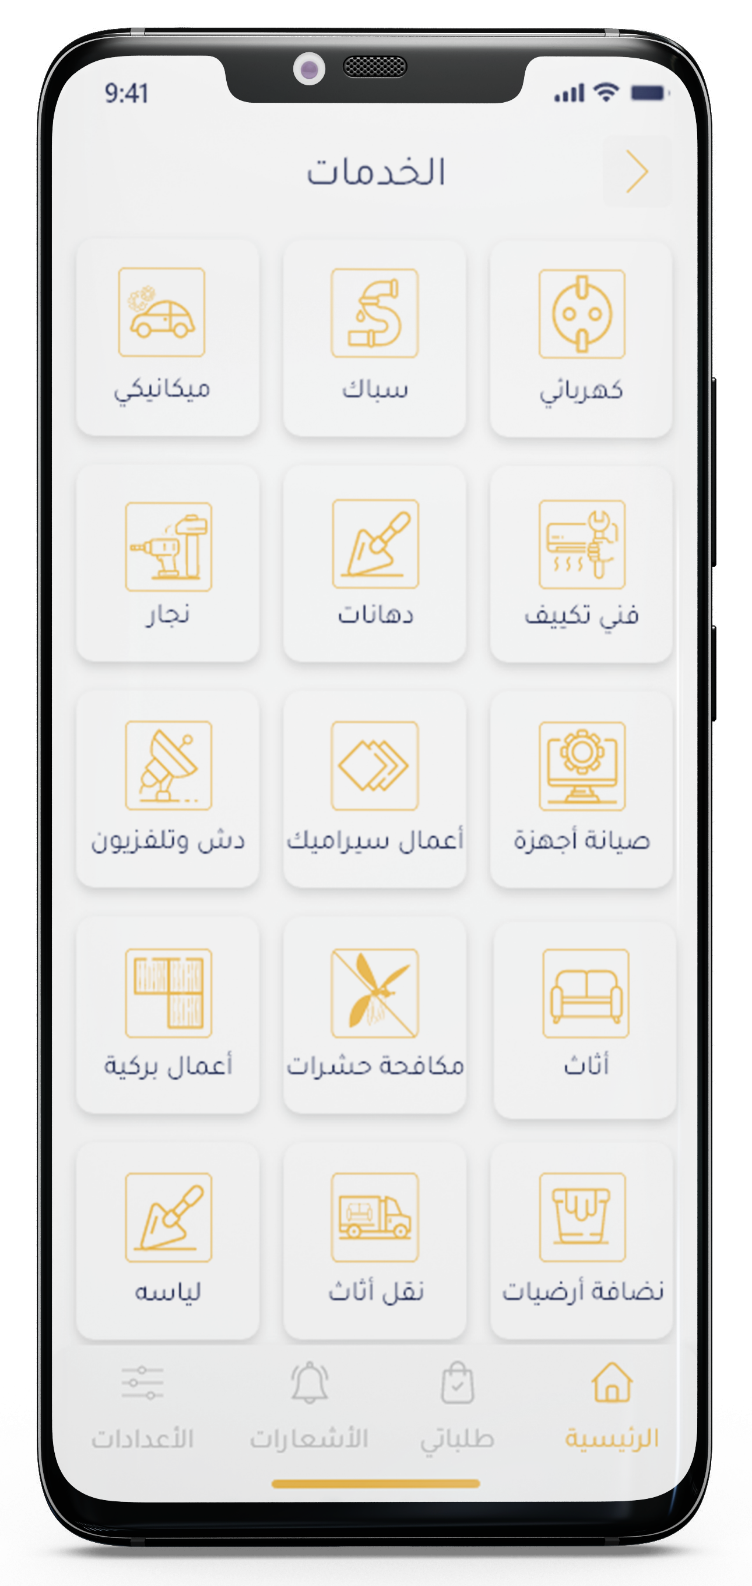 9:41
الخدمات
كهربائي
سباك
ميكانيكي
فني تكييف
دهانات
نجار
صيانة أجهزة
أعمال سيراميك
دش وتلفزيون
أثاث
مكافحة حشرات
أعمال بركية
نضافة أرضيات
نقل أثاث
لياسه
الرئيسية
طلباتي
الأشعارات
الأعدادات